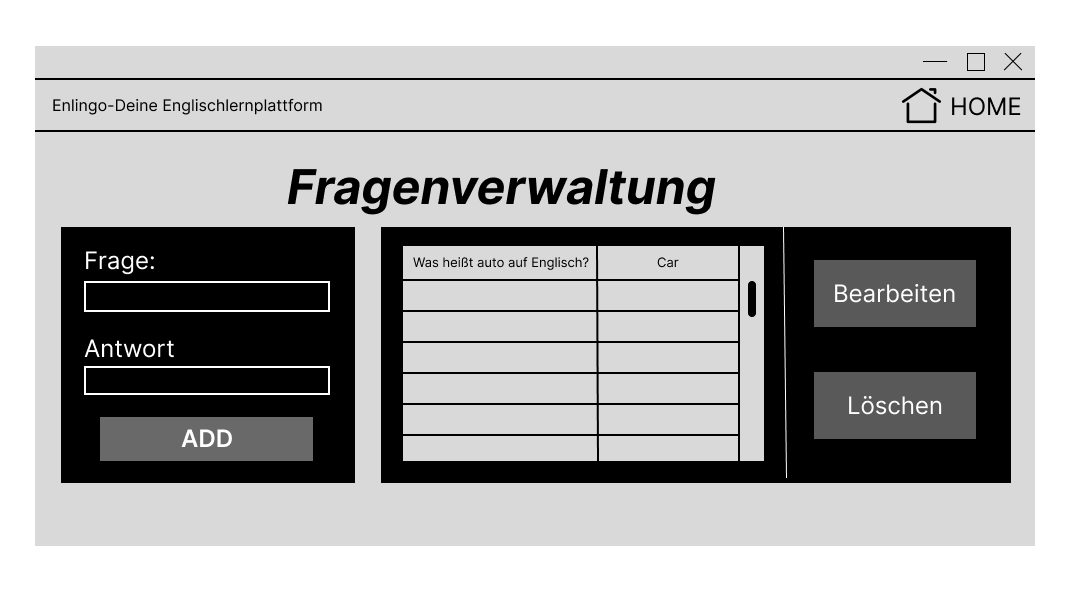 Enlingo-Deine Englischlernplattform
HOME
Fragenverwaltung
Frage:
Antwort
ADD
Was heißt auto auf Englisch? Car
Bearbeiten
Löschen